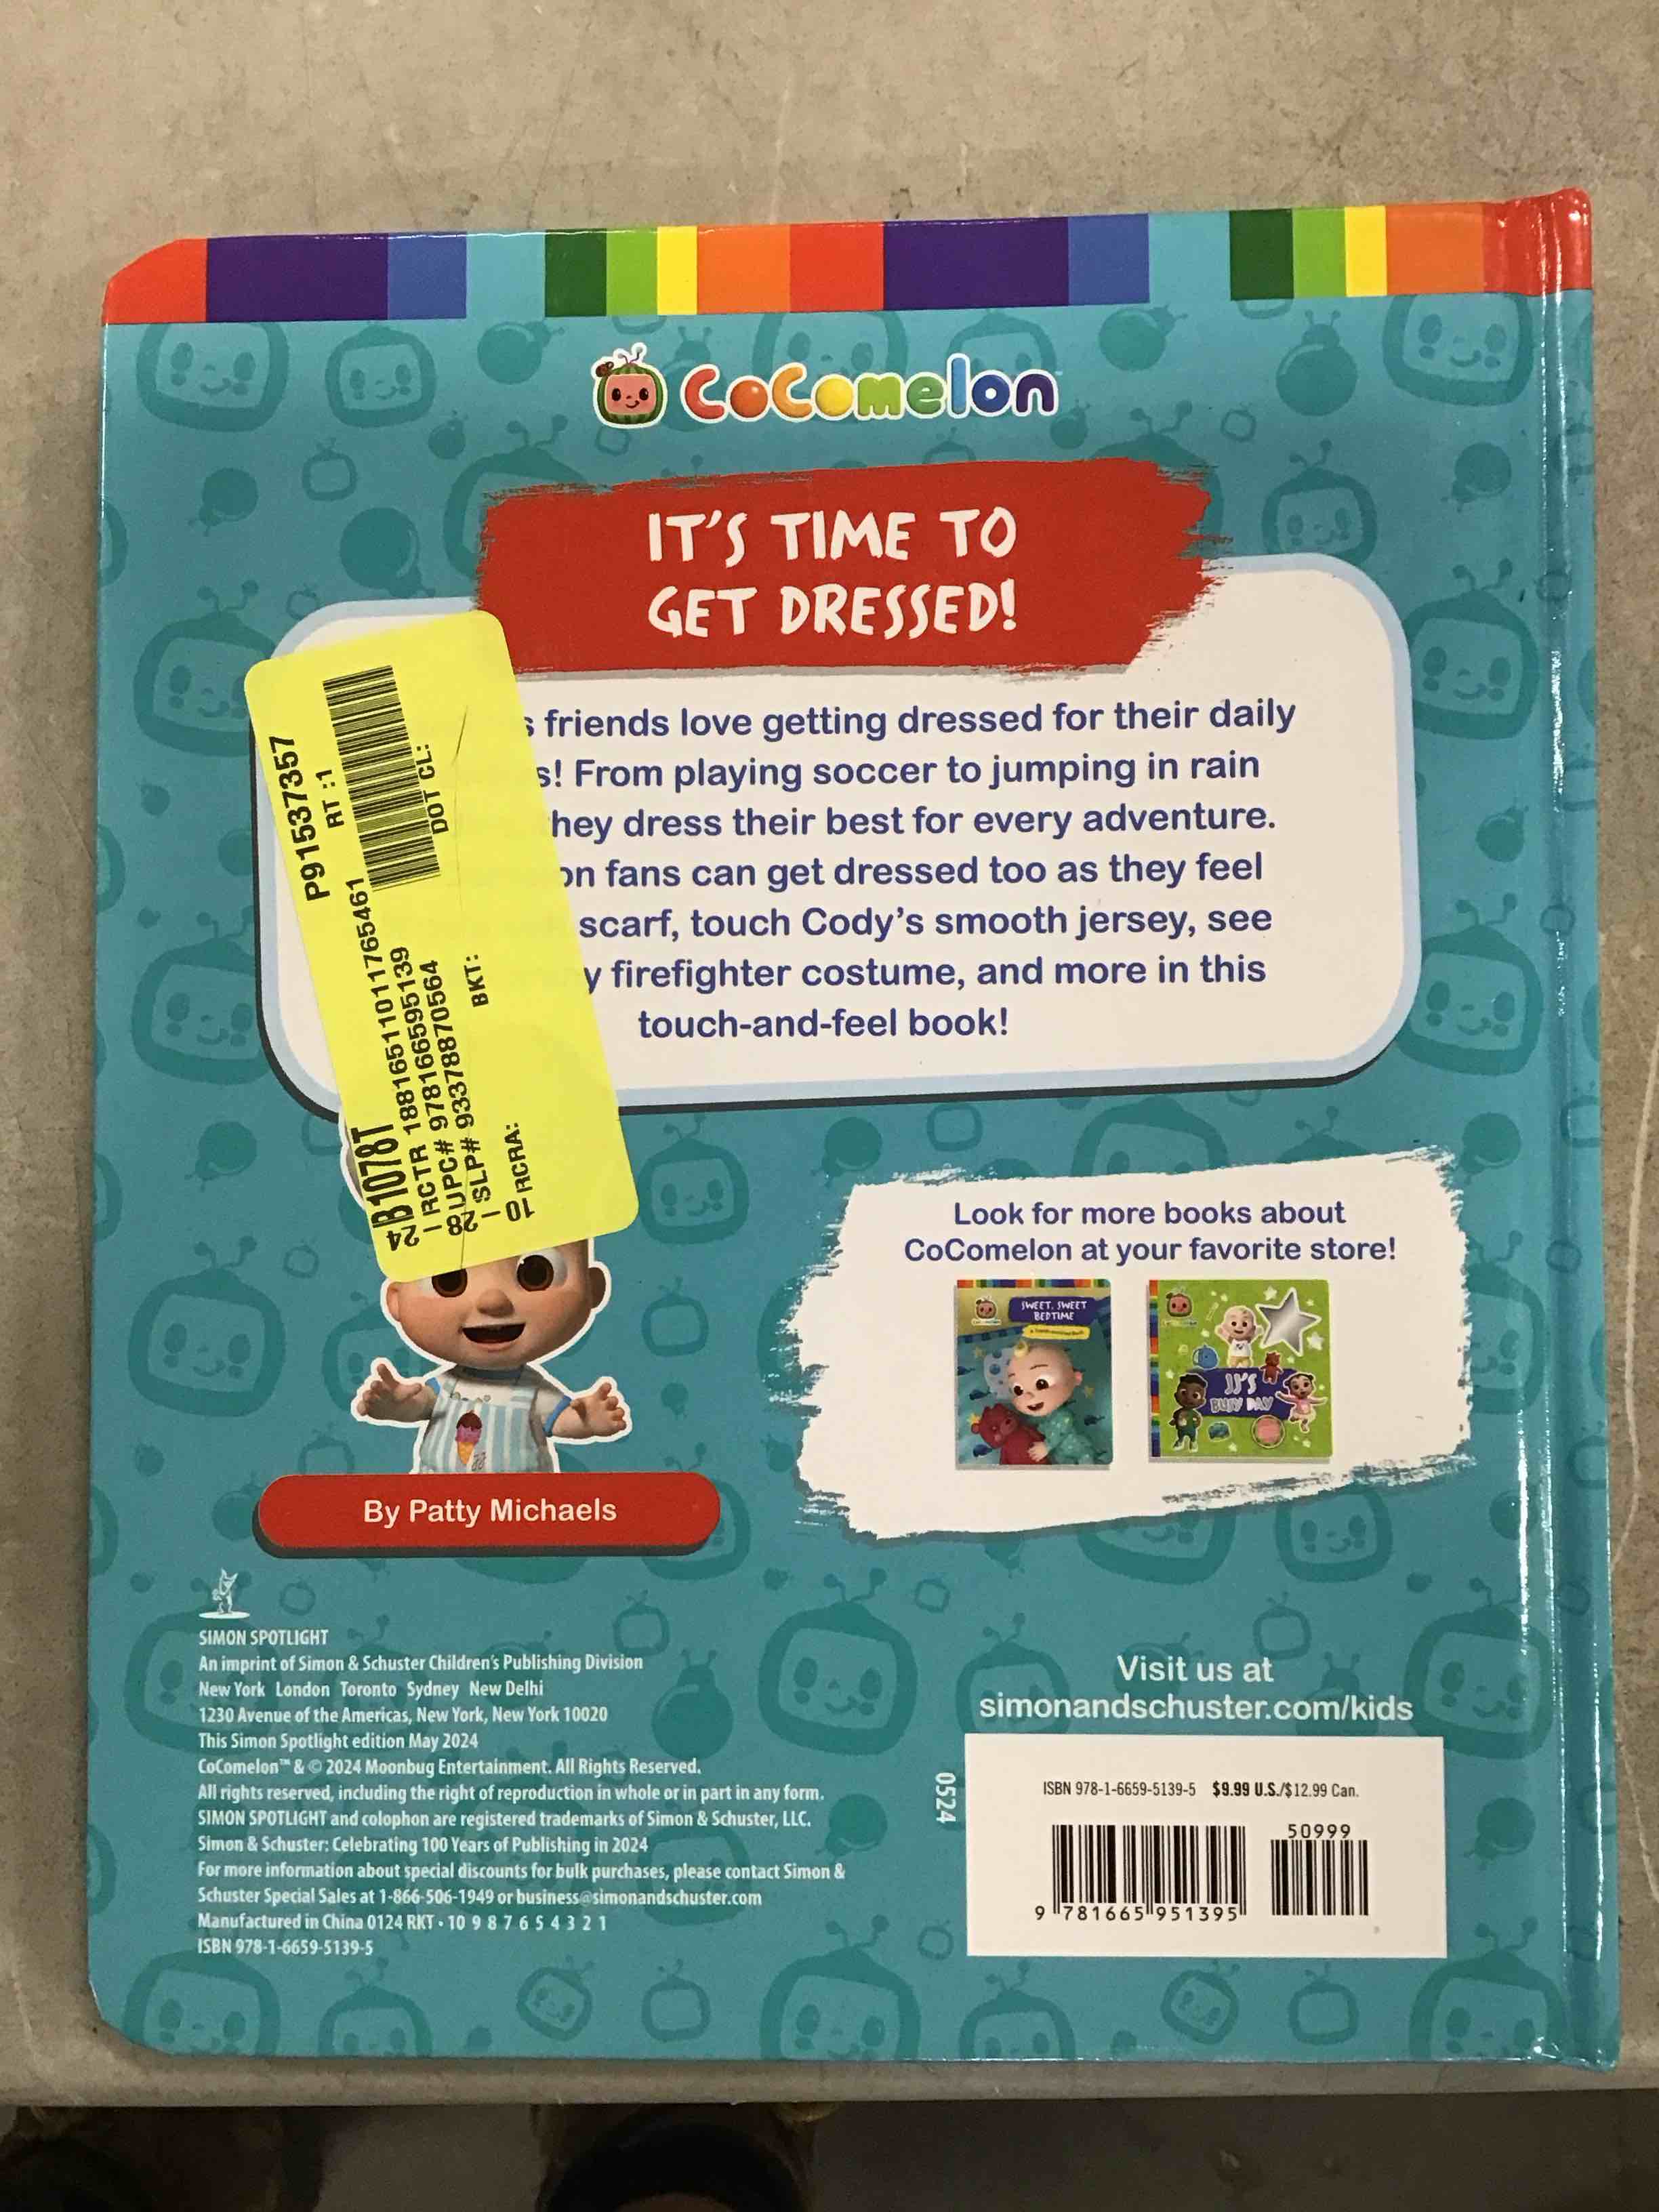 CoComelon
IT'S TIME TO
GET DRESSED!
friends love getting dressed for their daily
s! From playing soccer to jumping in rain
hey dress their best for every adventure.
on fans can get dressed too as they feel
scarf, touch Cody's smooth jersey, see
y firefighter costume, and more in this
touch-and-feel book!
P91537357
RT :1
DOT CL:
B1078T
RCTR 188165110117765461
UPC# 9781665951395
SLP# 93378870564
BKT:
RCRA:
Look for more books about
CoComelon at your favorite store!
SWEET, SWEET
BEDTIME
JJ'S
BUSY DAY
By Patty Michaels
SIMON SPOTLIGHT
An imprint of Simon & Schuster Children's Publishing Division
New York London Toronto Sydney New Delhi
1230 Avenue of the Americas, New York, New York 10020
This Simon Spotlight edition May 2024
CoComelon™ & © 2024 Moonbug Entertainment. All Rights Reserved.
All rights reserved, including the right of reproduction in whole or in part in any form.
SIMON SPOTLIGHT and colophon are registered trademarks of Simon & Schuster, LLC.
Simon & Schuster: Celebrating 100 Years of Publishing in 2024
For more information about special discounts for bulk purchases, please contact Simon &
Schuster Special Sales at 1-866-506-1949 or business@simonandschuster.com
Manufactured in China 0124 RKT • 10 9 8 7 6 5 4 3 2 1
ISBN 978-1-6659-5139-5
Visit us at
simonandschuster.com/kids
0524
ISBN 978-1-6659-5139-5 $9.99 U.S./$12.99 Can.
50999
9 781665 951395